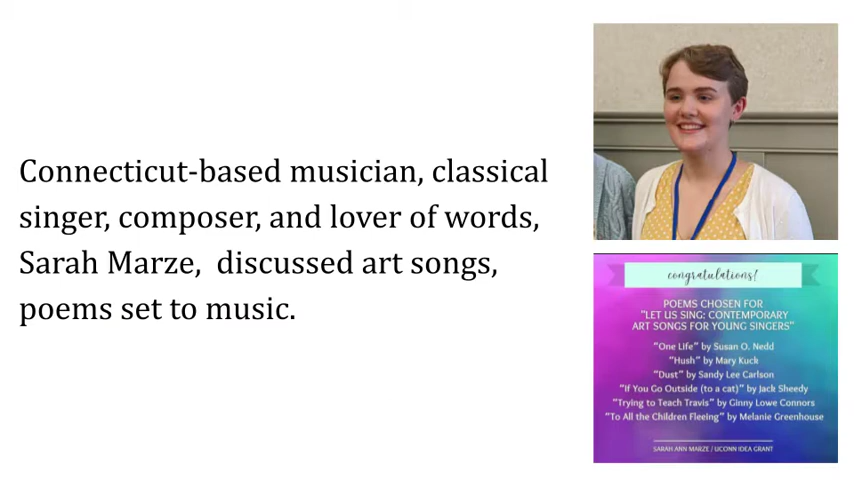 Connecticut-based musician, classical
singer, composer, and lover of words,
Sarah Marze,  discussed art songs,
poems set to music.
congratulations!
POEMS CHOSEN FOR
"LET US SING: CONTEMPORARY
ART SONGS FOR YOUNG SINGERS"
"One Life" by Susan O. Nedd
"Hush" by Mary Kuck
"Dust" by Sandy Lee Carlson
"If You Go Outside (to a cat)" by Jack Sheedy
"Trying to Teach Travis" by Ginny Lowe Connors
"To All the Children Fleeing" by Melanie Greenhouse
SARAH ANN MARZE / UCONN IDEA GRANT